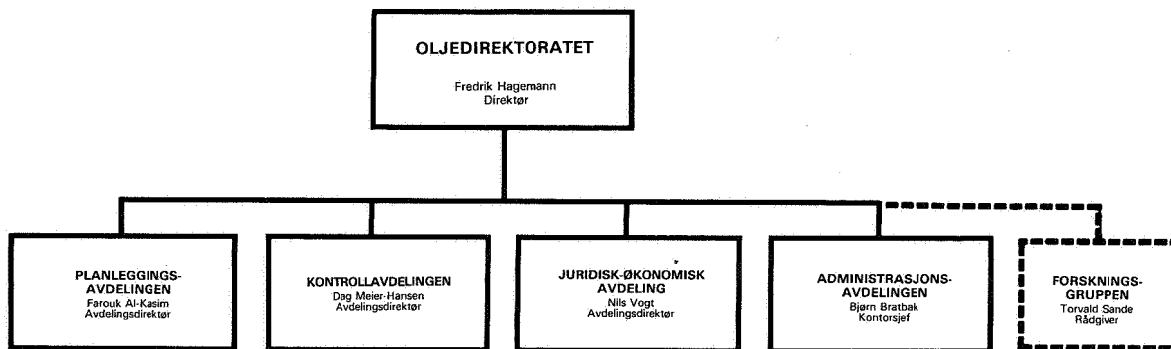 OLJEDIREKTORATET
Fredrik Hagemann
Direktør
PLANLEGGINGS-
AVDELINGEN
Farouk Al-Kasim
Avdelingsdirektør
KONTROLLAVDELINGEN
Dag Meier-Hansen
Avdelingsdirektør
JURIDISK-ØKONOMISK
AVDELING
Nils Vogt
Avdelingsdirektør
ADMINISTRASJONS-
AVDELINGEN
Bjørn Bratbak
Kontorsjef
FORSKNINGS-
GRUPPEN
Torvald Sande
Rådgiver